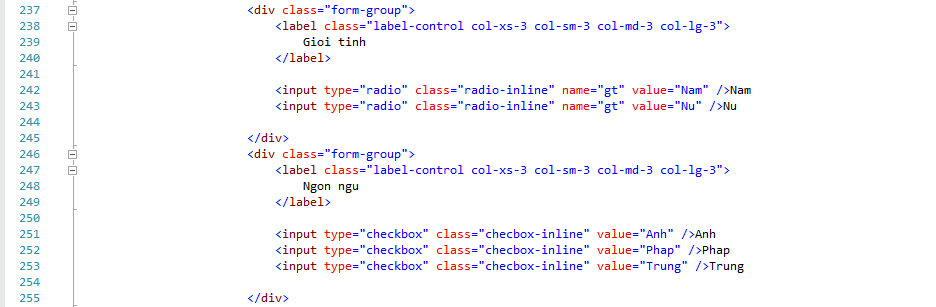 237 <div class="form-group">
238 <label class="label-control col-xs-3 col-sm-3 col-md-3 col-lg-3">
239 Gioi tinh
240 </label>
241
242 <input type="radio" class="radio-inline" name="gt" value="Nam" />Nam
243 <input type="radio" class="radio-inline" name="gt" value="Nu" />Nu
244
245 </div>
246 <div class="form-group">
247 <label class="label-control col-xs-3 col-sm-3 col-md-3 col-lg-3">
248 Ngon ngu
249 </label>
250
251 <input type="checkbox" class="checbox-inline" value="Anh" />Anh
252 <input type="checkbox" class="checbox-inline" value="Phap" />Phap
253 <input type="checkbox" class="checbox-inline" value="Trung" />Trung
254
255 </div>